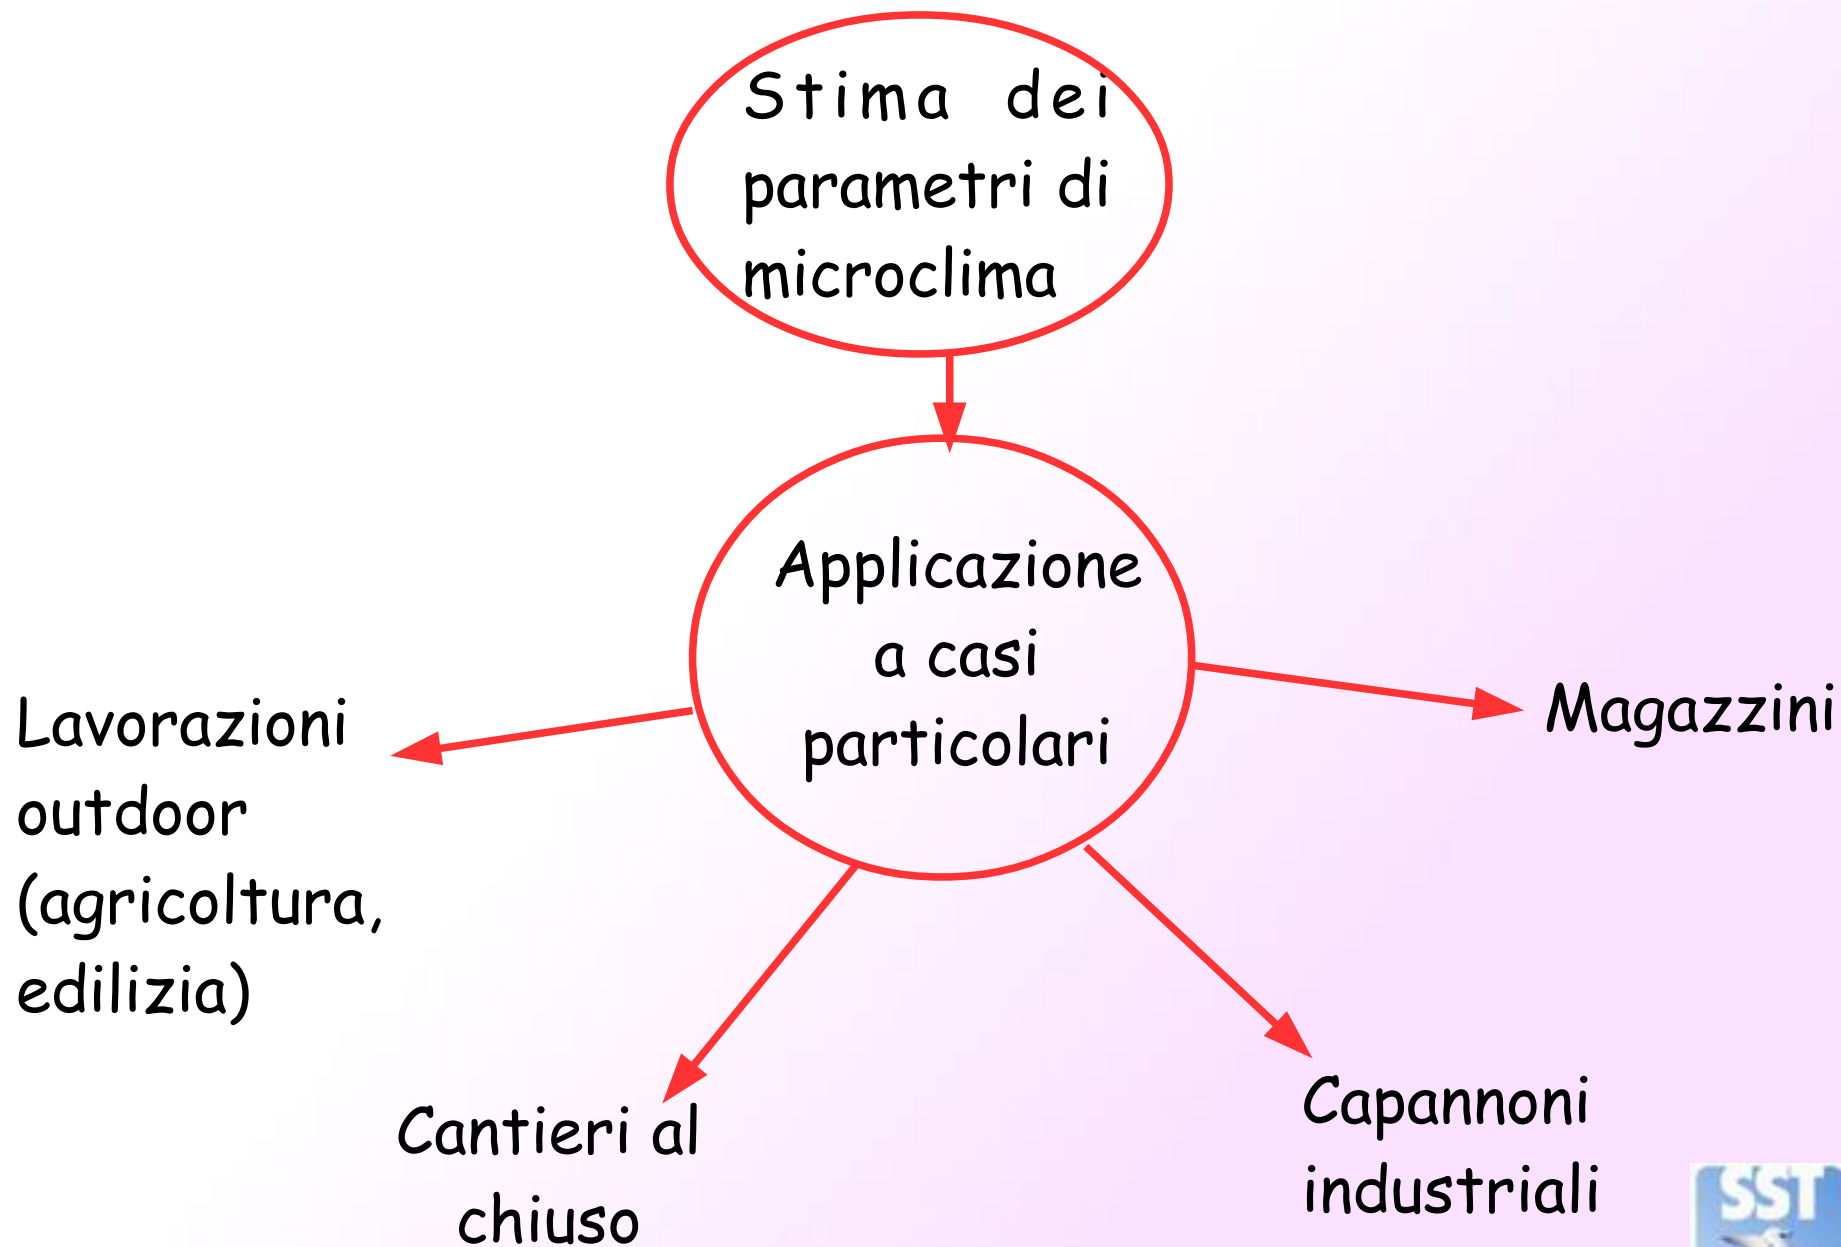 Stima dei
parametri di
microclima
Applicazione
a casi
particolari
Lavorazioni
outdoor
(agricoltura,
edilizia)
Magazzini
Cantieri al
chiuso
Capannoni
industriali
SST